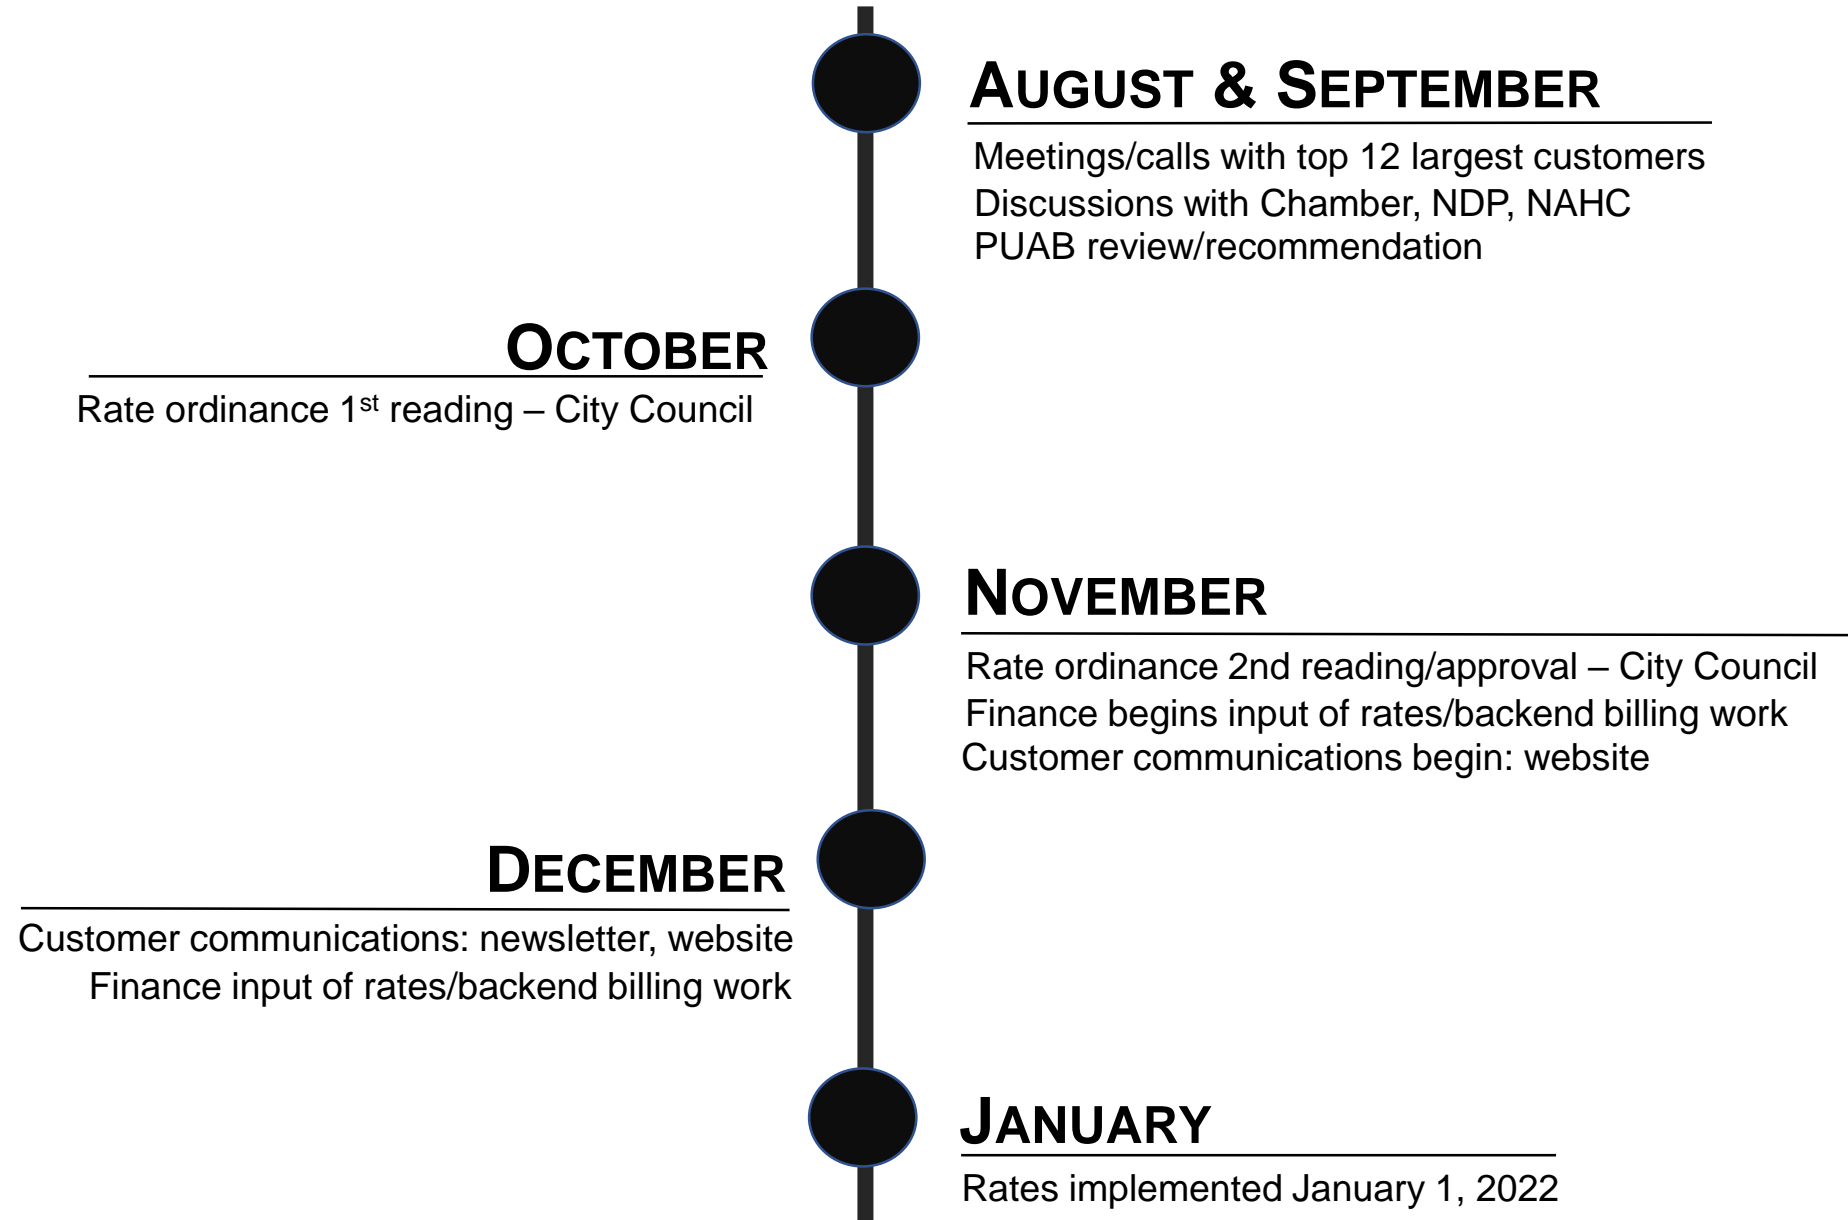 AUGUST & SEPTEMBER
Meetings/calls with top 12 largest customers
Discussions with Chamber, NDP, NAHC
PUAB review/recommendation
OCTOBER
Rate ordinance 1st reading – City Council
NOVEMBER
Rate ordinance 2nd reading/approval – City Council
Finance begins input of rates/backend billing work
Customer communications begin: website
DECEMBER
Customer communications: newsletter, website
Finance input of rates/backend billing work
JANUARY
Rates implemented January 1, 2022